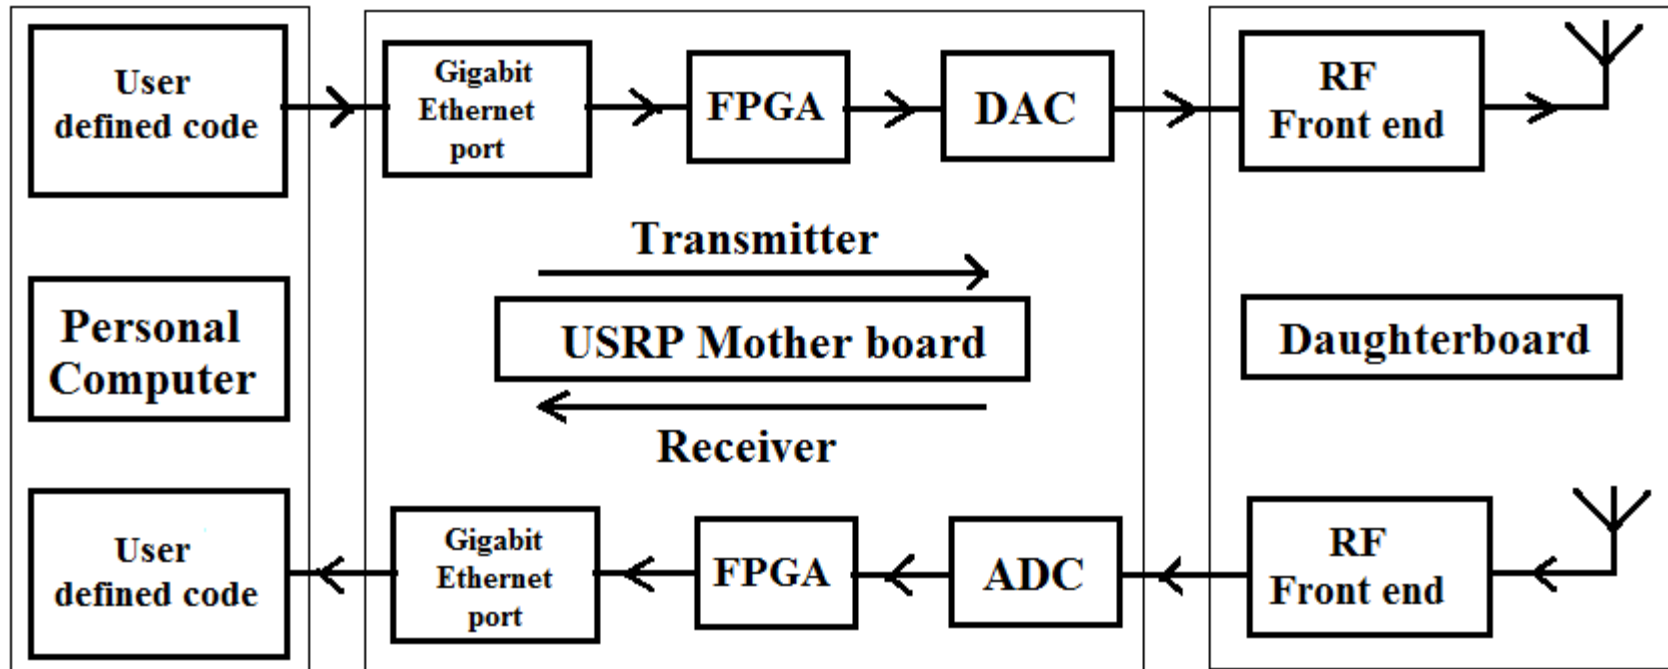 User
defined code
Gigabit
Ethernet
port
FPGA
DAC
RF
Front end
Transmitter
Personal
Computer
USRP Mother board
Daughterboard
Receiver
User
defined code
Gigabit
Ethernet
port
FPGA
ADC
RF
Front end